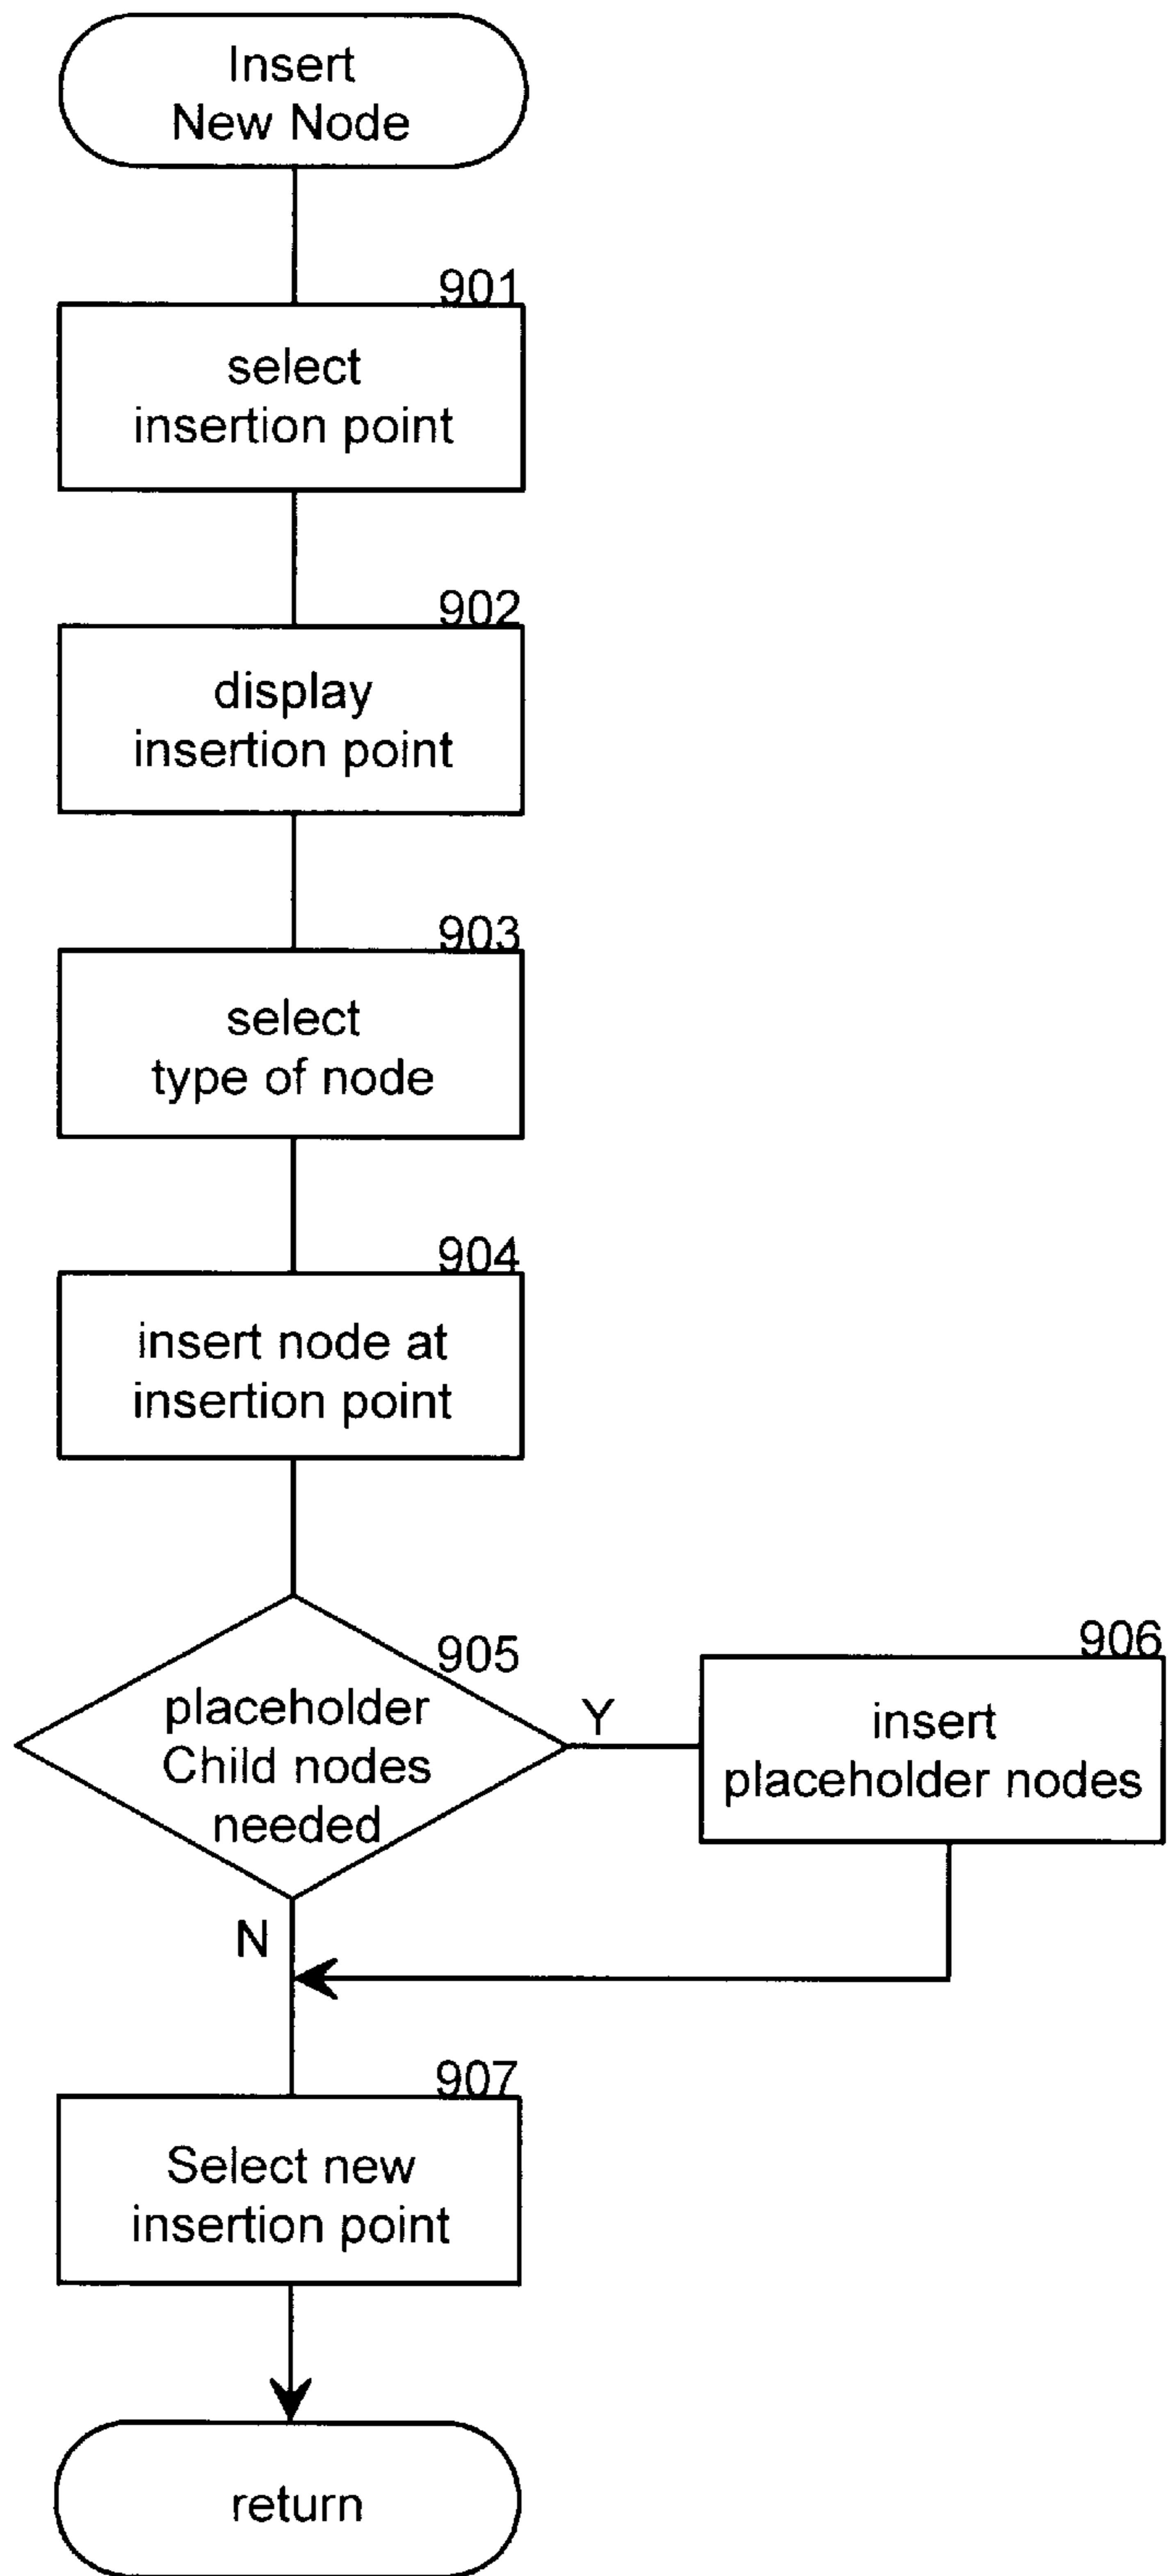 Insert
New Node
901
select
insertion point
902
display
insertion point
903
select
type of node
904
insert node at
insertion point
905
placeholder
Child nodes
needed
Y
906
insert
placeholder nodes
N
907
Select new
insertion point
return